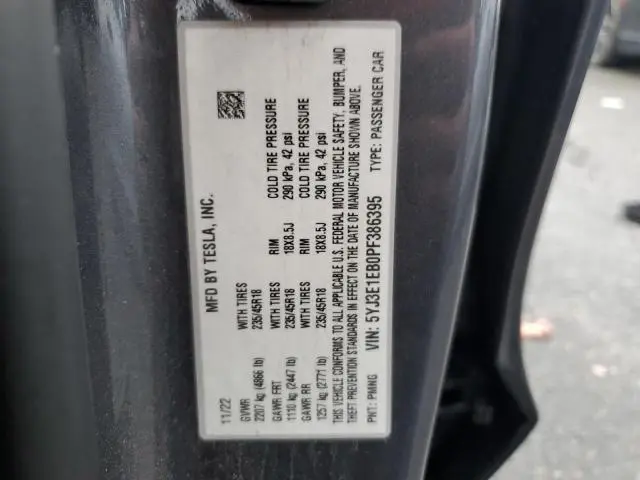 MFD BY TESLA, INC.
11/22
GVWR WITH TIRES RIM COLD TIRE PRESSURE
2207 kg (4866 lb) 235/45R18 18X8.5J 290 kPa, 42 psi
GAWR FRT WITH TIRES RIM COLD TIRE PRESSURE
1110 kg (2447 lb) 235/45R18 18X8.5J 290 kPa, 42 psi
GAWR RR
1257 kg (2771 lb) 235/45R18
THIS VEHICLE CONFORMS TO ALL APPLICABLE U.S. FEDERAL MOTOR VEHICLE SAFETY, BUMPER, AND
THEFT PREVENTION STANDARDS IN EFFECT ON THE DATE OF MANUFACTURE SHOWN ABOVE.
PNT: PMNG VIN: 5YJ3E1EB0PF386395 TYPE: PASSENGER CAR